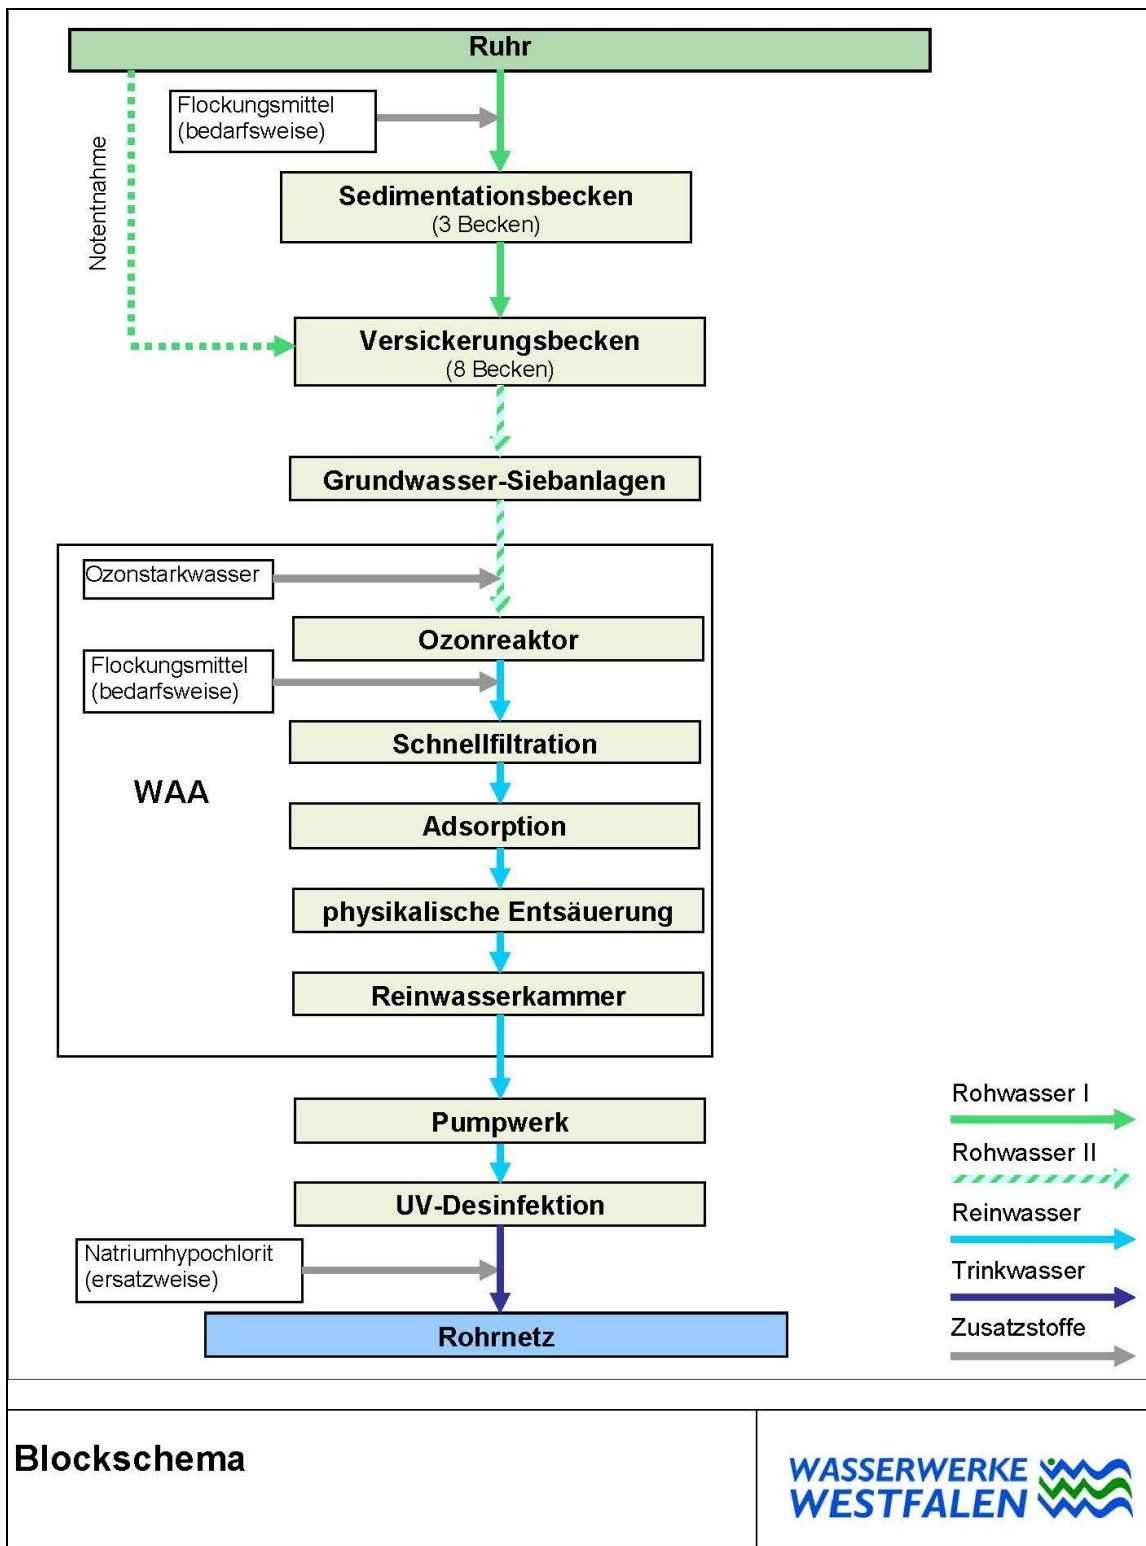 Ruhr
Flockungsmittel
(bedarfsweise)
Notentnahme
Sedimentationsbecken
(3 Becken)
Versickerungsbecken
(8 Becken)
Grundwasser-Siebanlagen
Ozonstarkwasser
Ozonreaktor
Flockungsmittel
(bedarfsweise)
Schnellfiltration
WAA
Adsorption
physikalische Entsäuerung
Reinwasserkammer
Pumpwerk
UV-Desinfektion
Natriumhypochlorit
(ersatzweise)
Rohrnetz
Rohwasser I
Rohwasser II
Reinwasser
Trinkwasser
Zusatzstoffe
Blockschema
WASSERWERKE
WESTFALEN